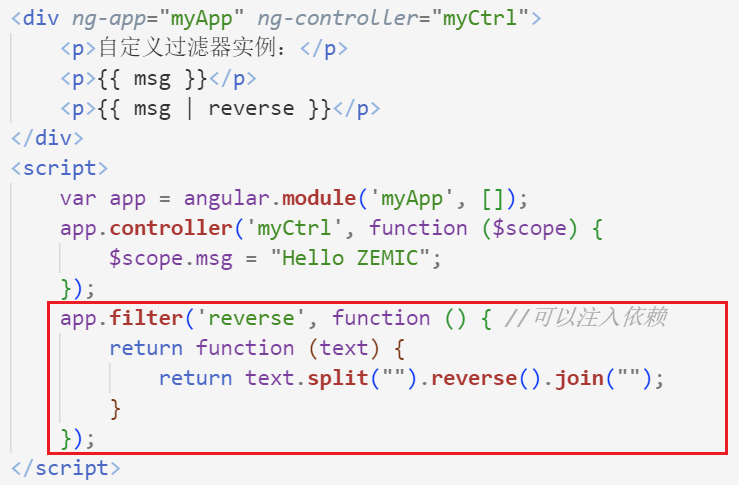 <div ng-app="myApp" ng-controller="myCtrl">
    <p>自定义过滤器实例：</p>
    <p>{{ msg }}</p>
    <p>{{ msg | reverse }}</p>
</div>
<script>
    var app = angular.module('myApp', []);
    app.controller('myCtrl', function ($scope) {
        $scope.msg = "Hello ZEMIC";
    });
    app.filter('reverse', function () { //可以注入依赖
        return function (text) {
            return text.split("").reverse().join("");
        }
    });
</script>